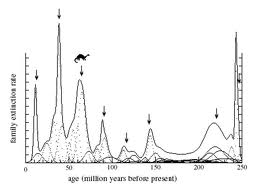 family extinction rate
0 50 100 150 200 250
age (million years before present)